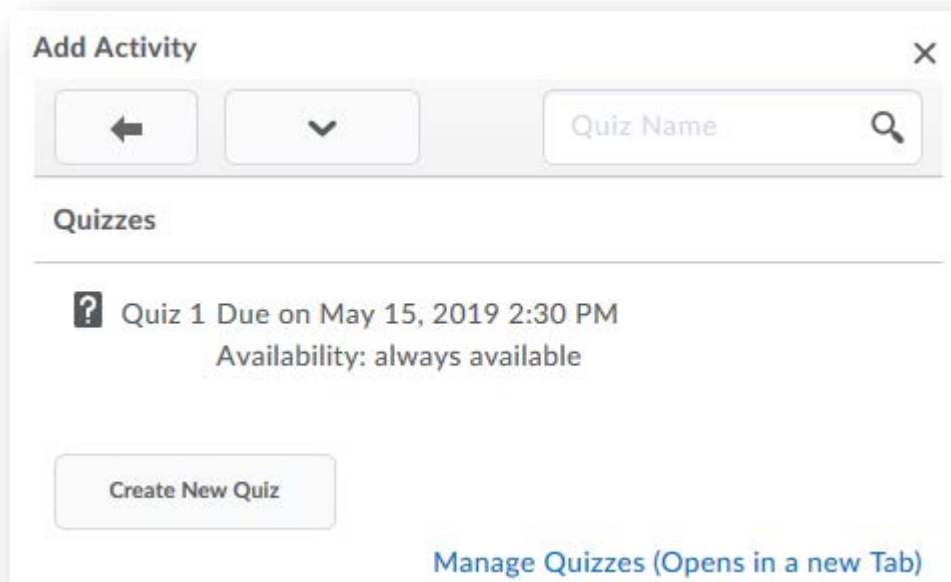 Add Activity
Quiz Name
Quizzes
Quiz 1 Due on May 15, 2019 2:30 PM
Availability: always available
Create New Quiz
Manage Quizzes (Opens in a new Tab)